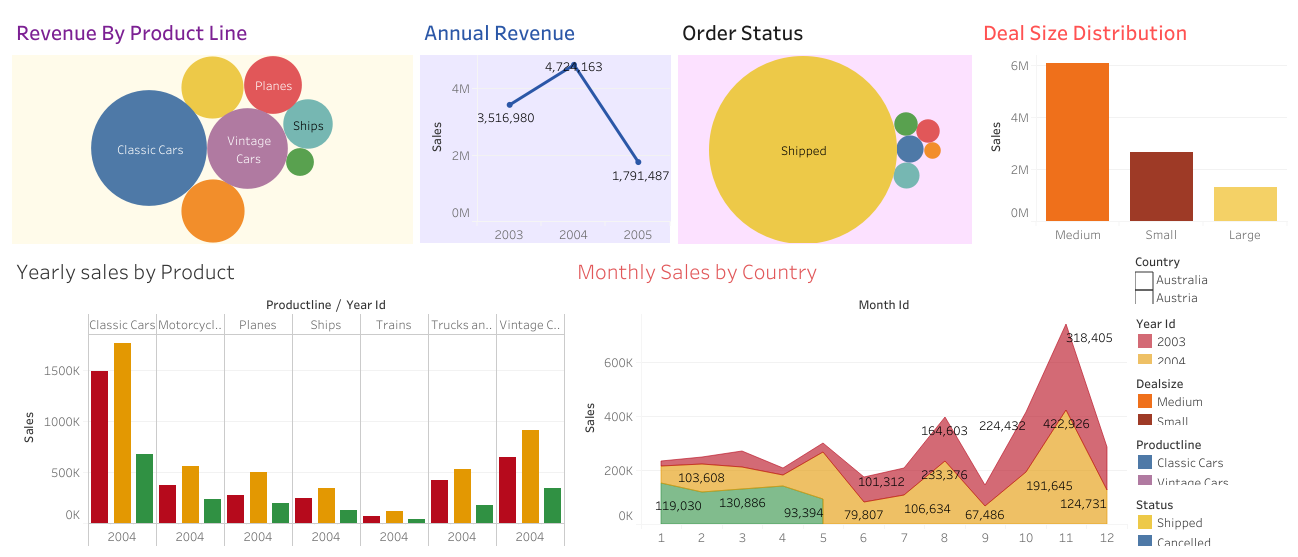 Revenue By Product Line
Annual Revenue
Order Status
Deal Size Distribution
Classic Cars
Planes
Ships
Vintage
Cars
Sales
4M
2M
0M
3,516,980
1,791,487
2003 2004 2005
Shipped
Sales
6M
4M
2M
0M
Medium Small Large
Yearly sales by Product
Productline / Year Id
Classic Cars Motorcycl.. Planes Ships Trains Trucks an.. Vintage C..
Sales
1500K
1000K
500K
0K
2004 2004 2004 2004 2004 2004 2004
Monthly Sales by Country
Month Id
Sales
600K
400K
200K
0K
318,405
164,603 224,432 422,926
103,608 101,312 233,376
191,645
119,030 130,886 93,394 79,807 106,634 67,486 124,731
1 2 3 4 5 6 7 8 9 10 11 12
Country
Australia
Austria
Year Id
2003
2004
Dealsize
Medium
Small
Productline
Classic Cars
Vintage Cars
Status
Shipped
Cancelled